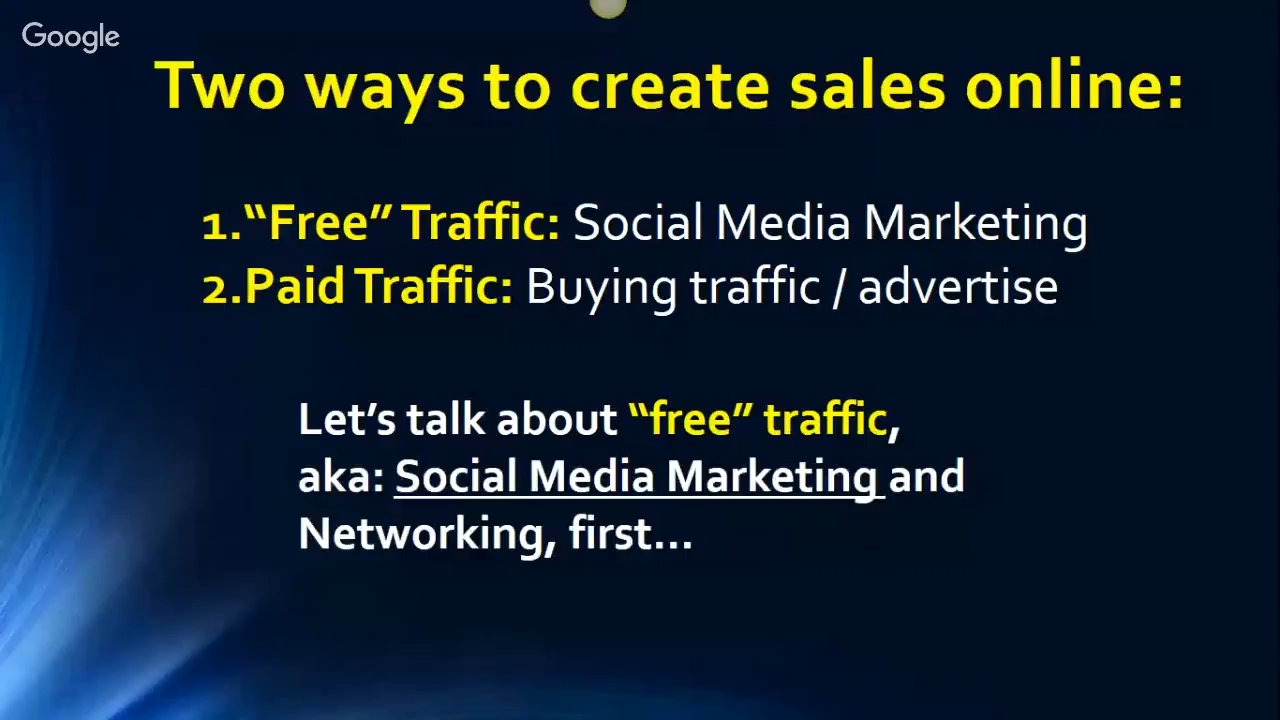 Google
Two ways to create sales online:
1.“Free” Traffic: Social Media Marketing
2.Paid Traffic: Buying traffic / advertise
Let’s talk about “free” traffic,
aka: Social Media Marketing and
Networking, first...